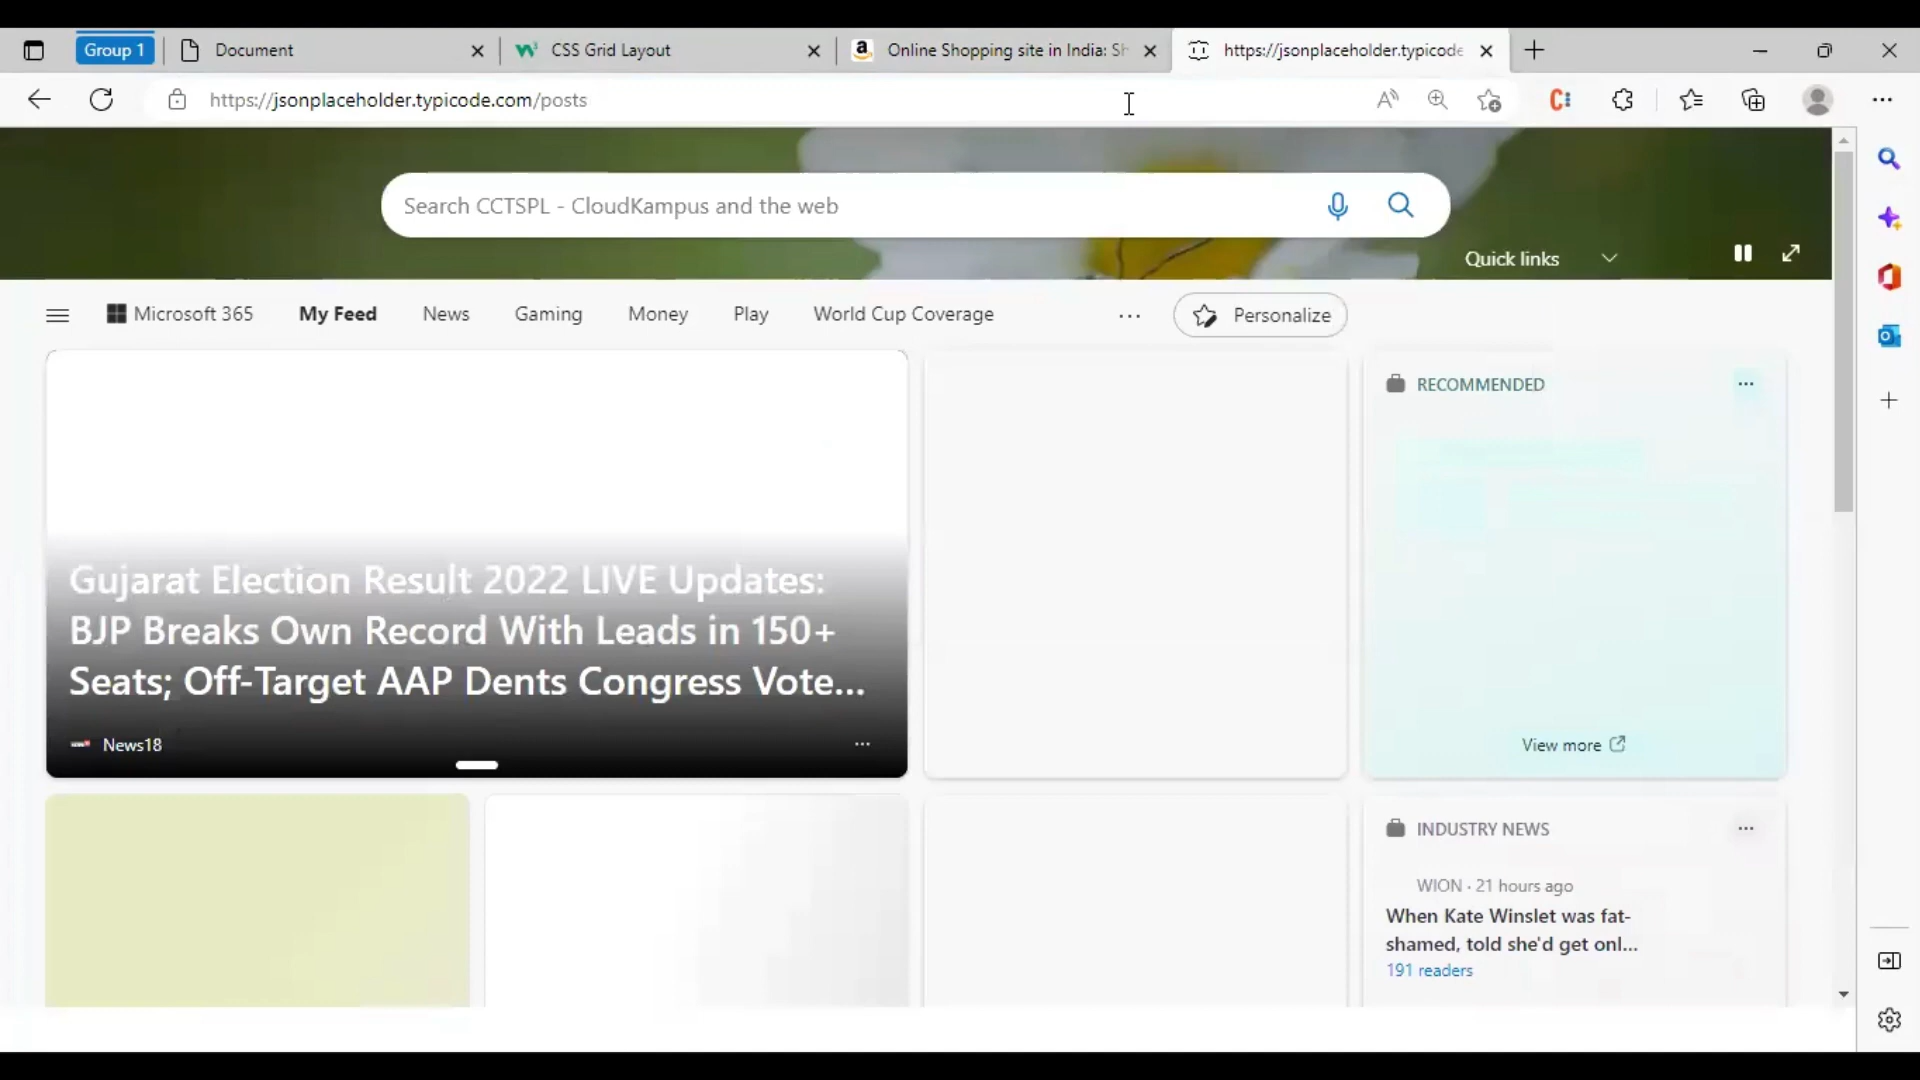 Group 1
Document
CSS Grid Layout
Online Shopping site in India: Sh
https://jsonplaceholder.typicode
https://jsonplaceholder.typicode.com/posts
Search CCTSPL - CloudKampus and the web
Quick links
Microsoft 365
My Feed
News
Gaming
Money
Play
World Cup Coverage
Personalize
Gujarat Election Result 2022 LIVE Updates:
BJP Breaks Own Record With Leads in 150+
Seats; Off-Target AAP Dents Congress Vote...
News18
RECOMMENDED
View more
INDUSTRY NEWS
WION · 21 hours ago
When Kate Winslet was fat-
shamed, told she'd get onl...
191 readers